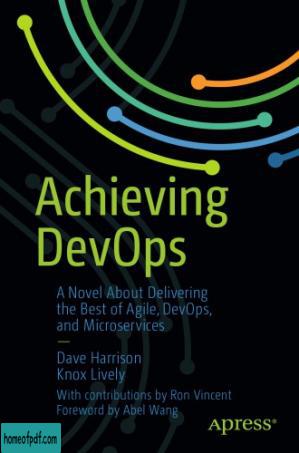 Achieving
DevOps
A Novel About Delivering
the Best of Agile, DevOps,
and Microservices
Dave Harrison
Knox Lively
With contributions by Ron Vincent
Foreword by Abel Wang
Apress®
homeofpdf.com